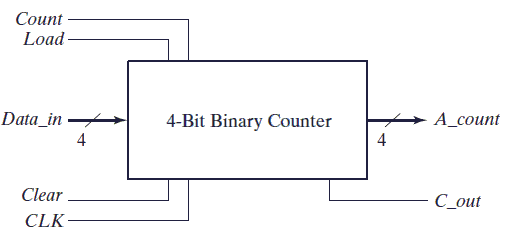 Count
Load
Data_in
4
4-Bit Binary Counter
4
A_count
Clear
CLK
C_out